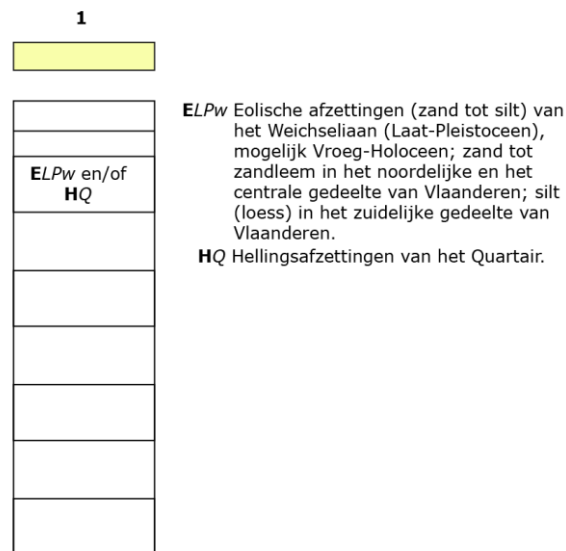 1
ELPw en/of
HQ
ELPw Eolische afzettingen (zand tot silt) van
het Weichseliaan (Laat-Pleistoceen),
mogelijk Vroeg-Holoceen; zand tot
zandleem in het noordelijke en het
centrale gedeelte van Vlaanderen; silt
(loess) in het zuidelijke gedeelte van
Vlaanderen.
HQ Hellingsafzettingen van het Quartair.